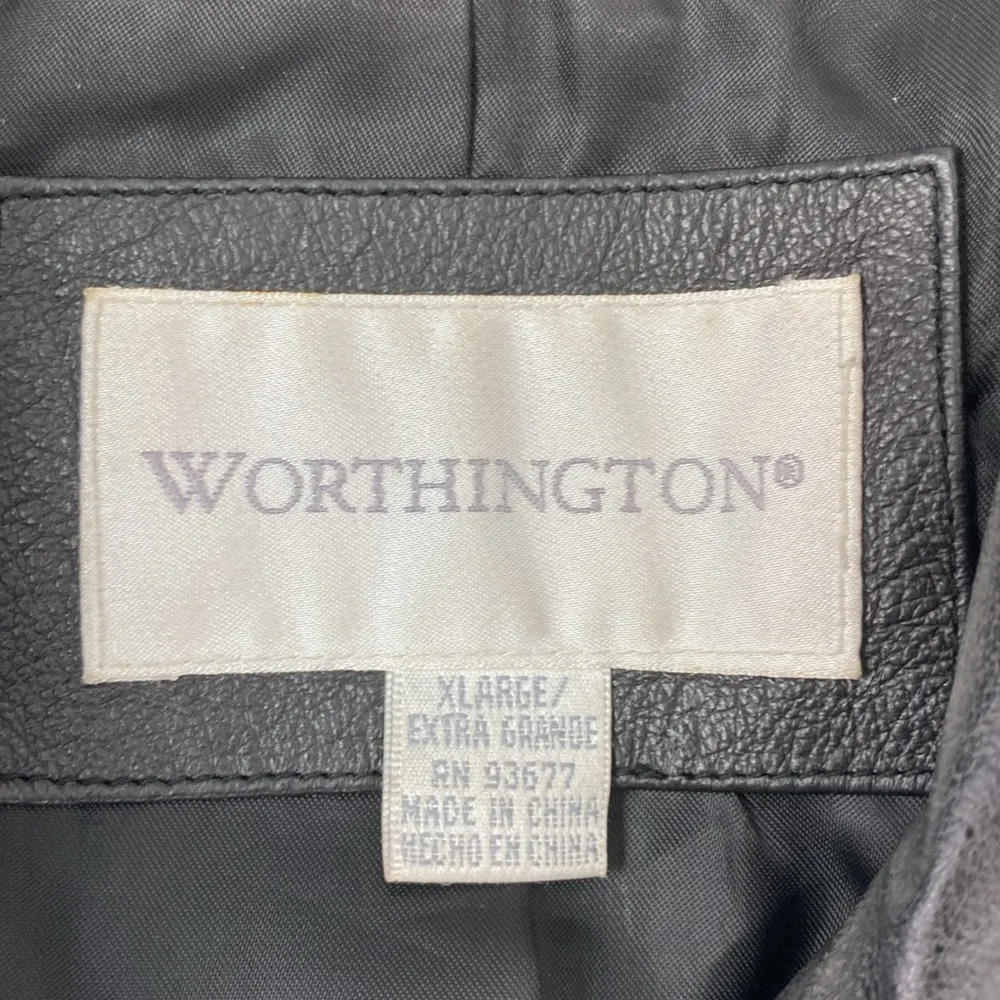 WORTHINGTON®
XLARGE/
EXTRA GRANDE
RN 93677
MADE IN CHINA
HECHO EN CHINA